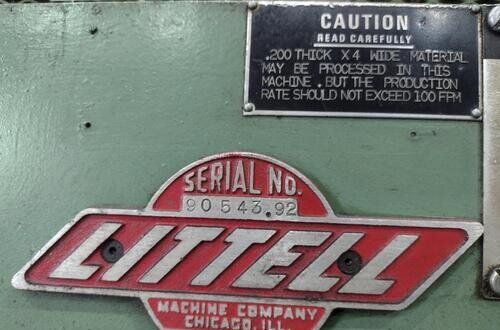 CAUTION
READ CAREFULLY
.200 THICK X 4 WIDE MATERIAL
MAY BE PROCESSED IN THIS
MACHINE. BUT THE PRODUCTION
RATE SHOULD NOT EXCEED 100 FPM
SERIAL NO.
90543.92
LITTELL
MACHINE COMPANY
CHICAGO, ILL.